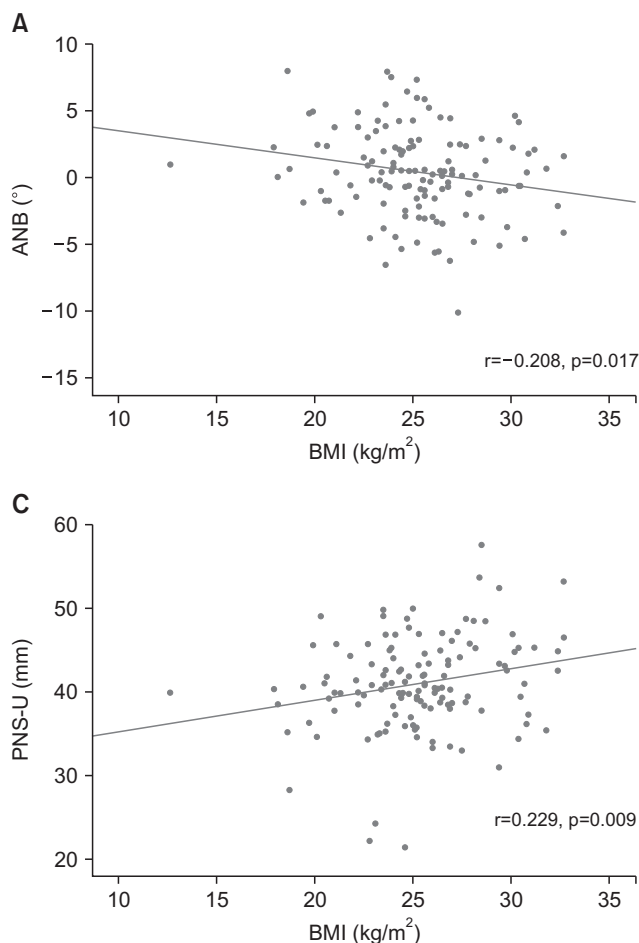 A
10
5
0
−5
−10
−15
ANB (°)
r=−0.208, p=0.017
10 15 20 25 30 35
BMI (kg/m²)
C
60
50
40
30
20
PNS-U (mm)
r=0.229, p=0.009
10 15 20 25 30 35
BMI (kg/m²)